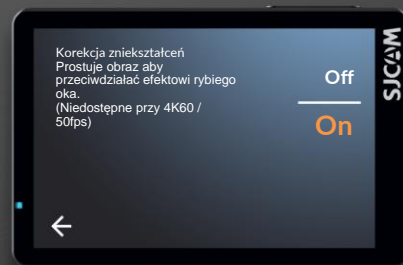 Korekcja zniekształceń
Prostuje obraz aby
przeciwdziałać efektowi rybiego
oka.
(Niedostępne przy 4K60 /
50fps)
Off
On
SJCAM